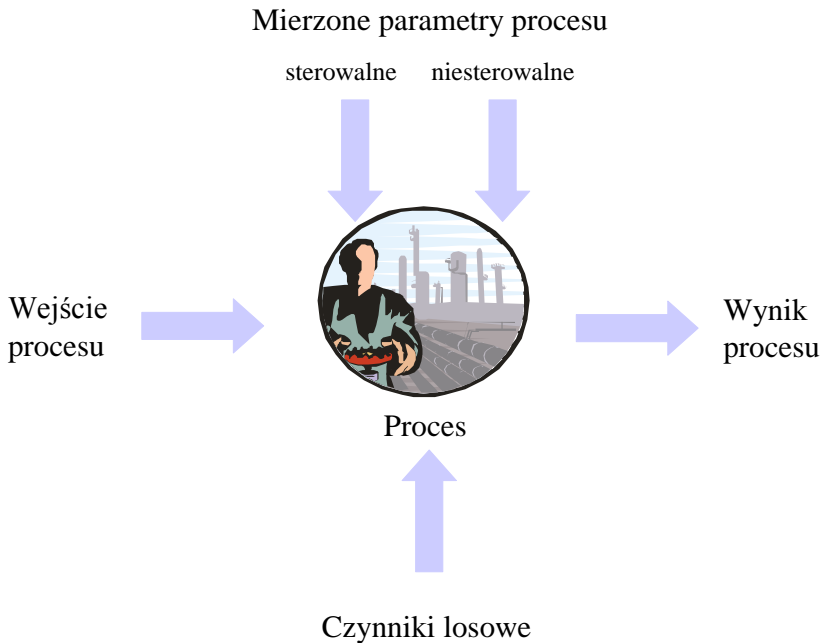 Mierzone parametry procesu
sterowalne
niesterowalne
Wejście
procesu
Wynik
procesu
Proces
Czynniki losowe